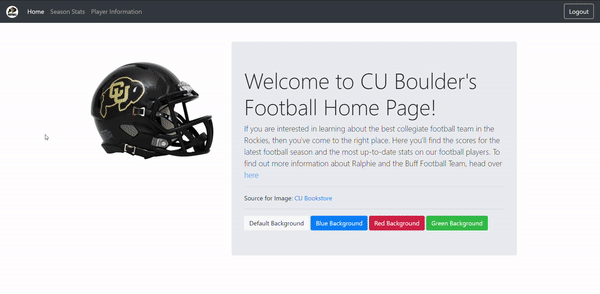 Home Season Stats Player Information Logout
CU
Welcome to CU Boulder's
Football Home Page!
If you are interested in learning about the best collegiate football team in the
Rockies, then you've come to the right place. Here you'll find the scores for the
latest football season and the most up-to-date stats on our football players. To
find out more information about Ralphie and the Buff Football Team, head over
here
Source for Image: CU Bookstore
Default Background Blue Background Red Background Green Background